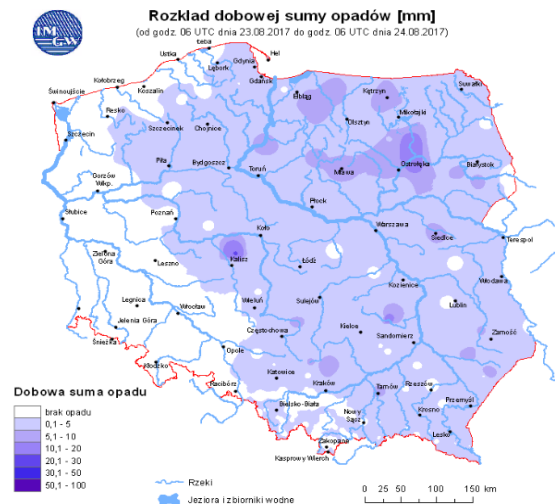 Rozkład dobowej sumy opadów [mm]
(od godz. 06 UTC dnia 23.08.2017 do godz. 06 UTC dnia 24.08.2017)
IM
G-W
Łeba
Ustka
Hel
Gdynia
Lębork
Gdańsk
Koszalin
Kołobrzeg
Świnoujście
Resko
Elbląg
Kętrzyn
Suwałki
Mikołajki
Olsztyn
Szczecinek
Chojnice
Szczecin
Piła
Bydgoszcz
Toruń
Mława
Ostrołęka
Białystok
Gorzów
Wlkp.
Płock
Słubice
Poznań
Koło
Warszawa
Siedlce
Terespol
Zielona
Góra
Leszno
Kalisz
Łódź
Kozienice
Włodawa
Legnica
Wrocław
Wieluń
Sulejów
Lublin
Jelenia Góra
Śnieżka
Częstochowa
Kielce
Sandomierz
Zamość
Opole
Kłodzko
Katowice
Racibórz
Kraków
Tarnów
Rzeszów
Przemyśl
Bielsko-Biała
Nowy
Sącz
Krosno
Lesko
Zakopane
Kasprowy Wierch
Dobowa suma opadu
brak opadu
0,1 - 5
5,1 - 10
10,1 - 20
20,1 - 30
30,1 - 50
50,1 - 100
Rzeki
Jeziora i zbiorniki wodne
0 25 50 100 150 km